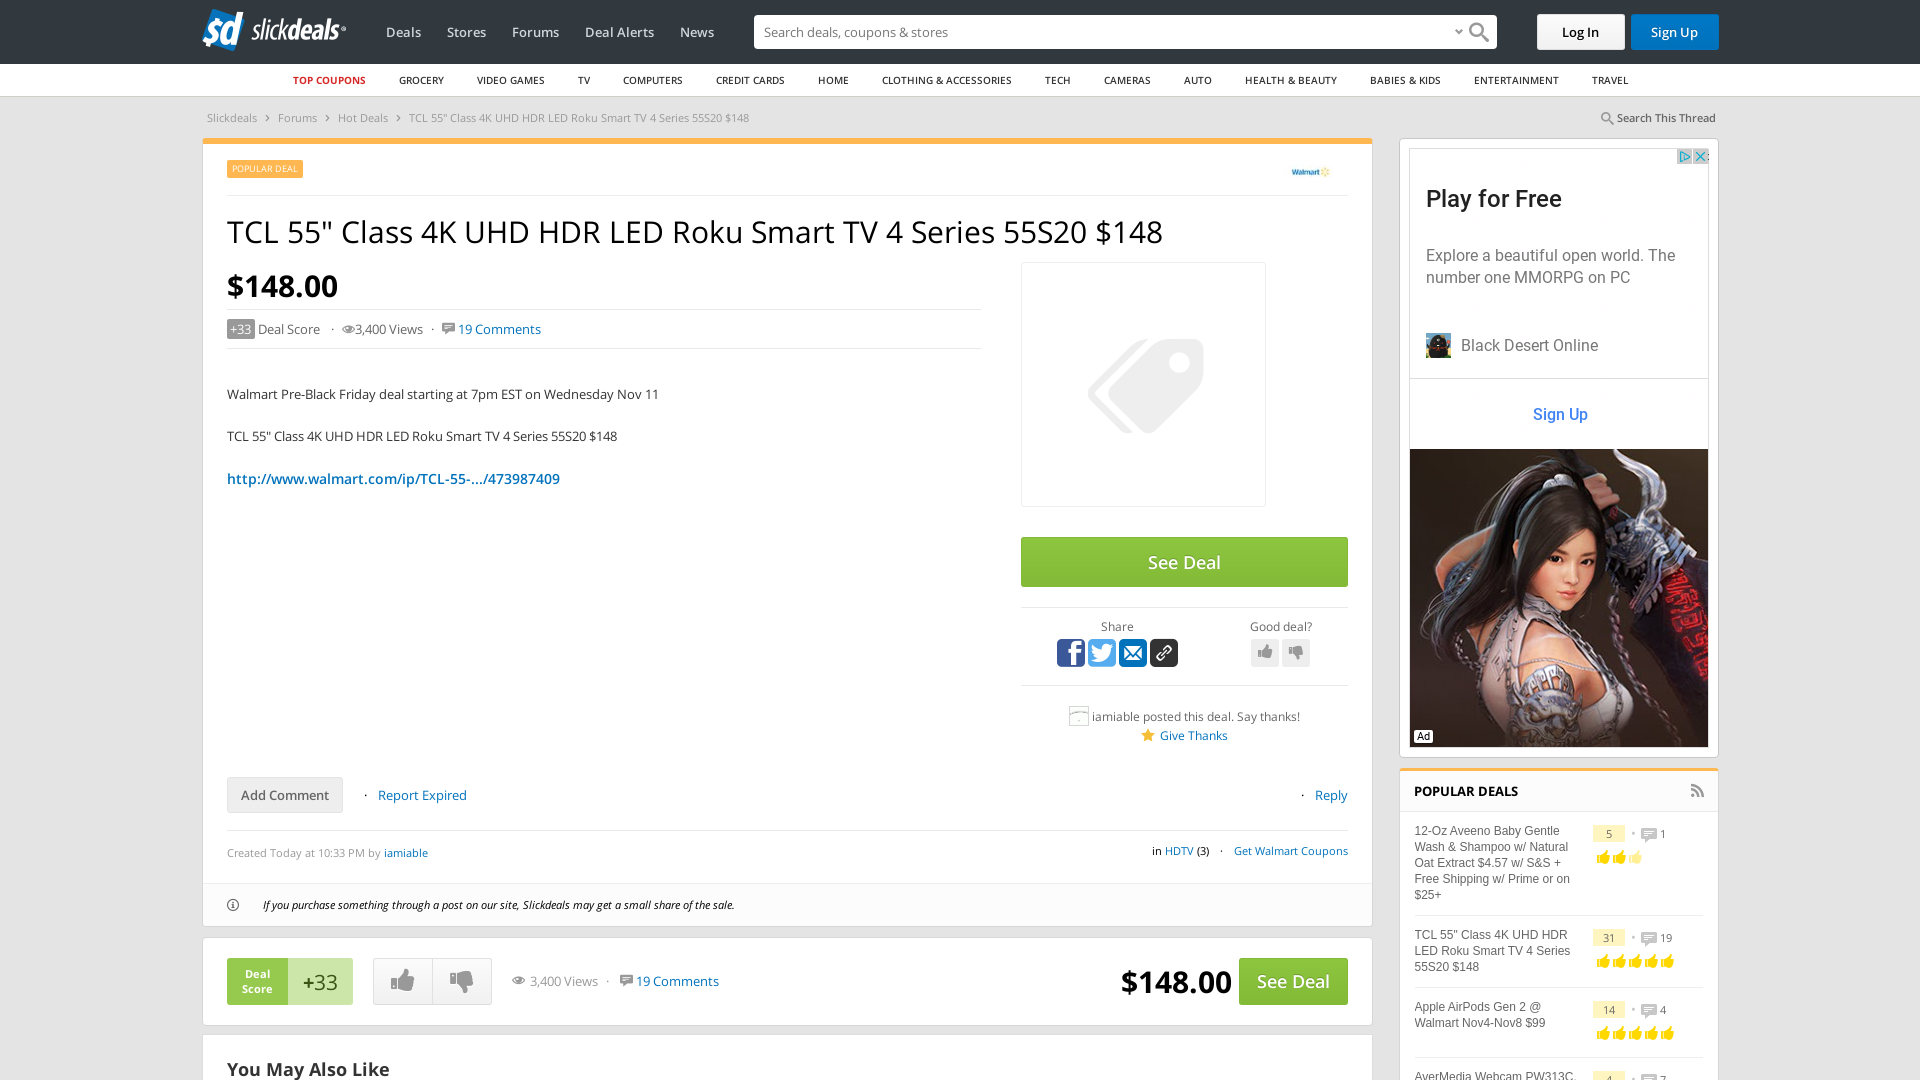 slickdeals
Deals Stores Forums Deal Alerts News
Search deals, coupons & stores
Log In
Sign Up
TOP COUPONS GROCERY VIDEO GAMES TV COMPUTERS CREDIT CARDS HOME CLOTHING & ACCESSORIES TECH CAMERAS AUTO HEALTH & BEAUTY BABIES & KIDS ENTERTAINMENT TRAVEL
Slickdeals › Forums › Hot Deals › TCL 55" Class 4K UHD HDR LED Roku Smart TV 4 Series 55S20 $148
Search This Thread
POPULAR DEAL
Walmart
TCL 55" Class 4K UHD HDR LED Roku Smart TV 4 Series 55S20 $148
$148.00
+33 Deal Score · 3,400 Views · 19 Comments
Walmart Pre-Black Friday deal starting at 7pm EST on Wednesday Nov 11
TCL 55" Class 4K UHD HDR LED Roku Smart TV 4 Series 55S20 $148
http://www.walmart.com/ip/TCL-55-.../473987409
See Deal
Share
Good deal?
iamiable posted this deal. Say thanks!
Give Thanks
Add Comment · Report Expired
· Reply
Created Today at 10:33 PM by iamiable
in HDTV (3) · Get Walmart Coupons
If you purchase something through a post on our site, Slickdeals may get a small share of the sale.
Deal Score
+33
3,400 Views · 19 Comments
$148.00
See Deal
You May Also Like
Play for Free
Explore a beautiful open world. The
number one MMORPG on PC
Black Desert Online
Sign Up
Ad
POPULAR DEALS
12-Oz Aveeno Baby Gentle
Wash & Shampoo w/ Natural
Oat Extract $4.57 w/ S&S +
Free Shipping w/ Prime or on
$25+
5 • 1
TCL 55" Class 4K UHD HDR
LED Roku Smart TV 4 Series
55S20 $148
31 • 19
Apple AirPods Gen 2 @
Walmart Nov4-Nov8 $99
14 • 4
AverMedia Webcam PW313C,
4 • 7